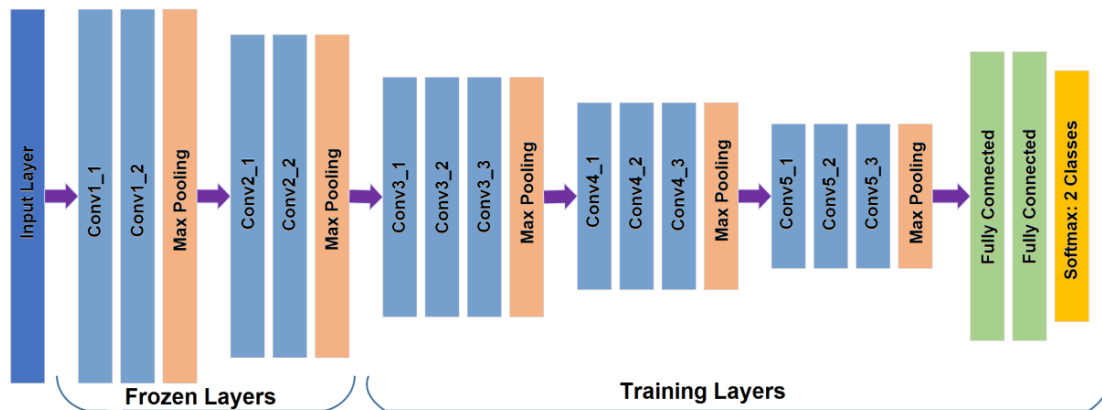 Input Layer
Conv1_1
Conv1_2
Max Pooling
Conv2_1
Conv2_2
Max Pooling
Conv3_1
Conv3_2
Conv3_3
Max Pooling
Conv4_1
Conv4_2
Conv4_3
Max Pooling
Conv5_1
Conv5_2
Conv5_3
Max Pooling
Fully Connected
Fully Connected
Softmax: 2 Classes
Frozen Layers
Training Layers